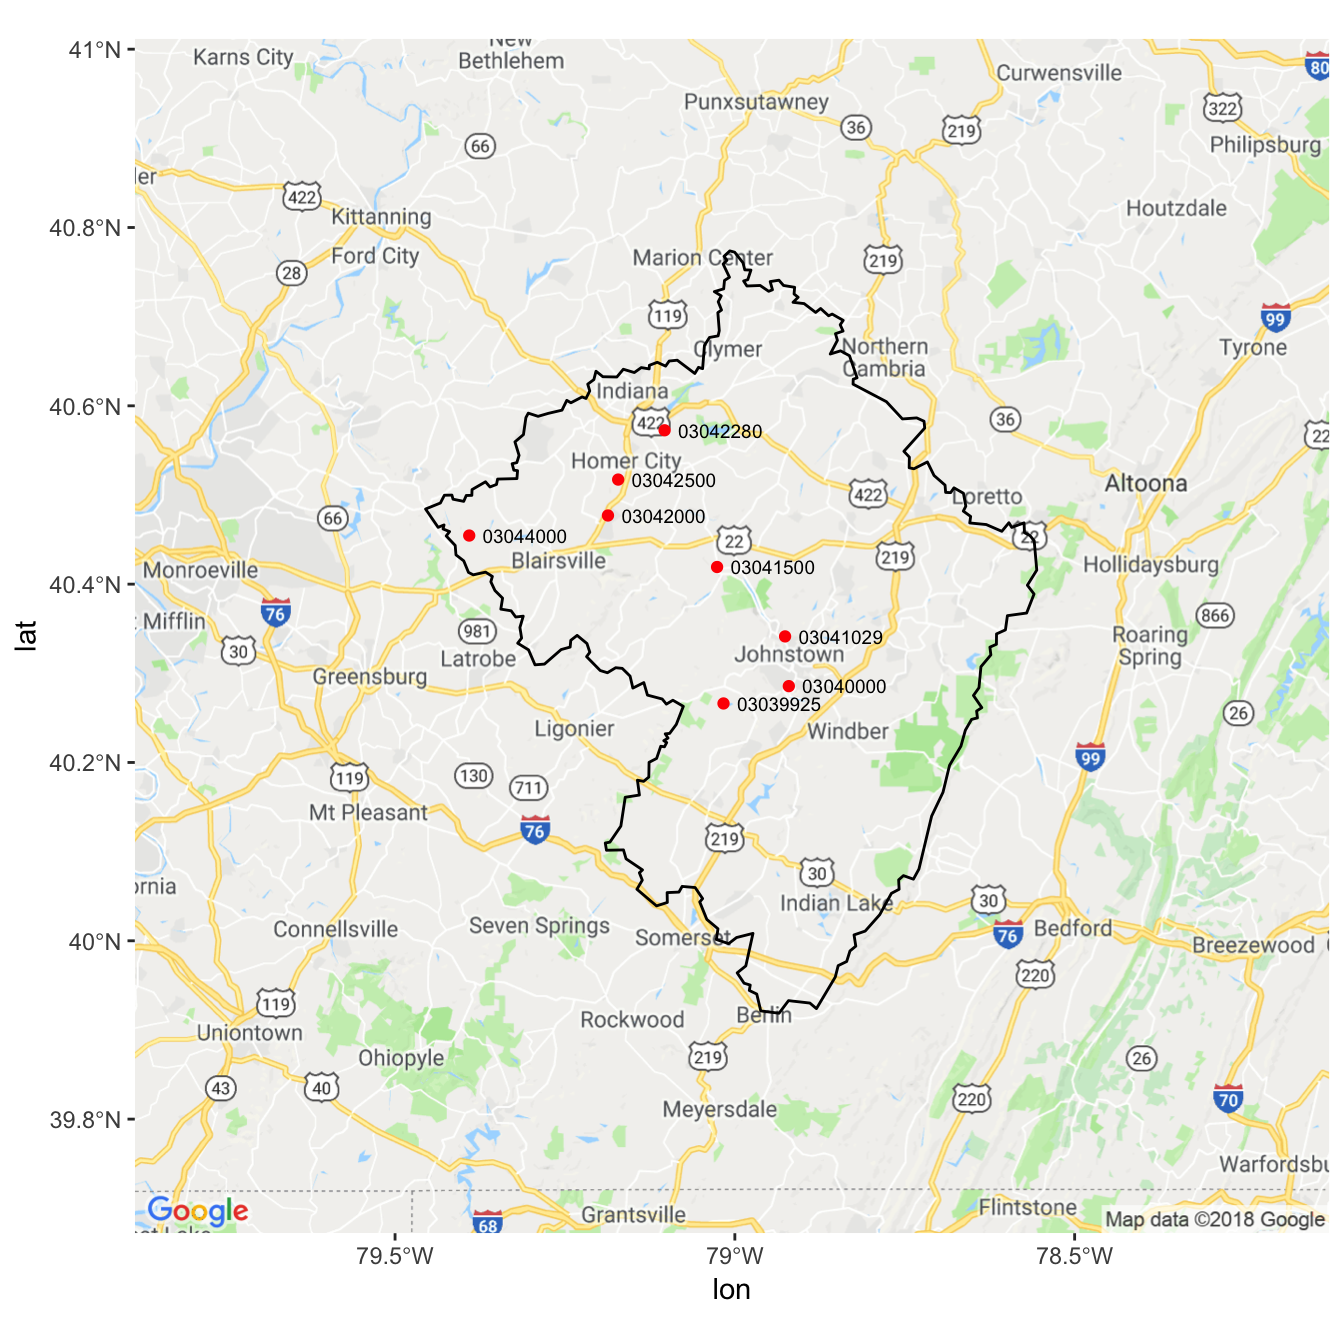 41°N
40.8°N
40.6°N
40.4°N
40.2°N
40°N
39.8°N
lat
79.5°W
79°W
78.5°W
lon
Karns City
New
Bethlehem
Curwensville
80
Punxsutawney
36
219
322
Philipsburg
66
ler
422
Kittanning
Houtzdale
Ford City
Marion Center
28
219
119
99
Clymer
Northern
Cambria
Tyrone
Indiana
422
03042280
36
22
Homer City
03042500
Altoona
422
Loretto
66
03042000
03044000
22
22
Blairsville
219
Monroeville
03041500
Hollidaysburg
76
Mifflin
866
30
981
03041029
Roaring
Spring
Latrobe
Johnstown
Greensburg
03040000
03039925
26
Ligonier
Windber
99
119
130
711
Mt Pleasant
76
219
30
ornia
Indian Lake
30
Connellsville
Seven Springs
Somerset
76
Bedford
Breezewood
220
119
Rockwood
Berlin
Uniontown
Ohiopyle
219
26
43
40
220
70
Meyersdale
Warfordsbu
Google
68
Grantsville
Flintstone
Map data ©2018 Google